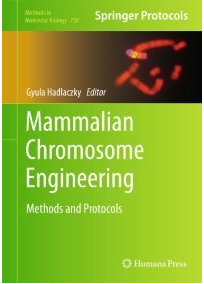 Methods in
Molecular Biology 738
Springer Protocols
Gyula Hadlaczky Editor
Mammalian
Chromosome
Engineering
Methods and Protocols
Humana Press